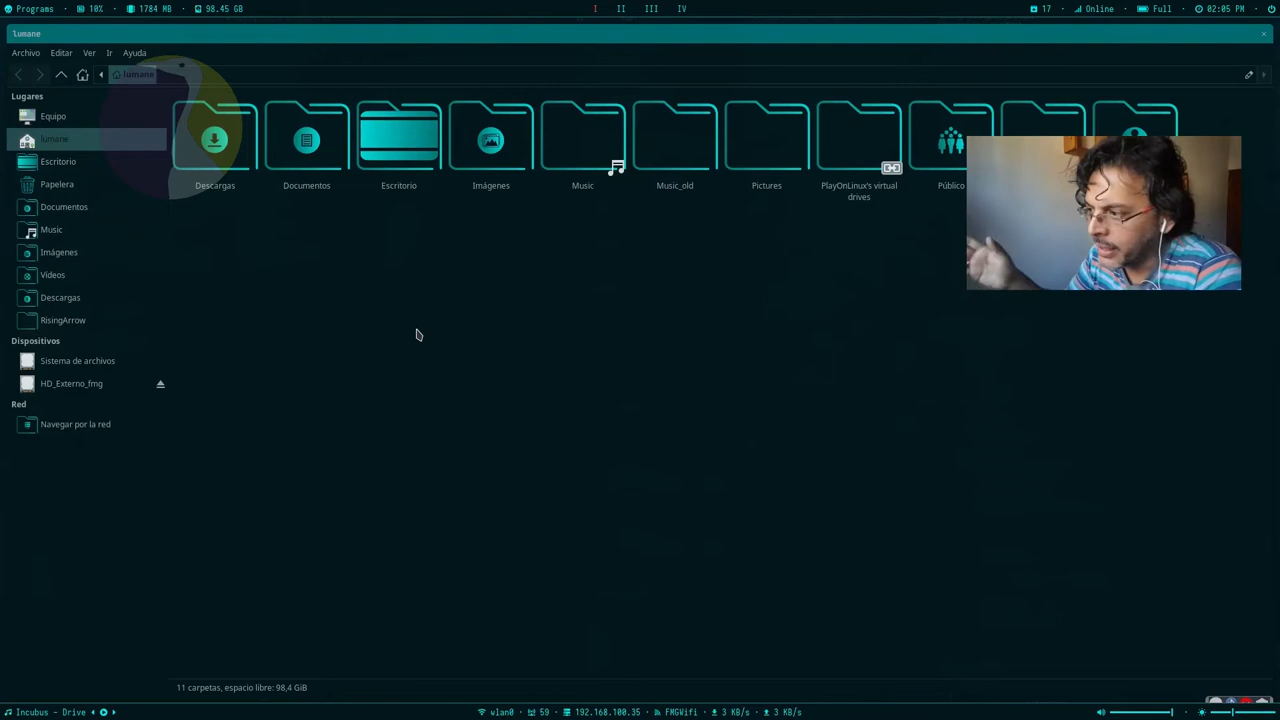 Programs · 10% · 1784 MB · 98.45 GB
I II III IV
17 · Online · Full · 02:05 PM ·
lumane
Archivo Editar Ver Ir Ayuda
lumane
Lugares
Equipo
lumane
Escritorio
Papelera
Documentos
Music
Imágenes
Vídeos
Descargas
RisingArrow
Dispositivos
Sistema de archivos
HD_Externo_fmg
Red
Navegar por la red
Descargas
Documentos
Escritorio
Imágenes
Music
Music_old
Pictures
PlayOnLinux's virtual
drives
Público
11 carpetas, espacio libre: 98,4 GiB
Incubus - Drive
wlan0 · 59 · 192.168.100.35 · FMGWifi · 3 KB/s · 3 KB/s